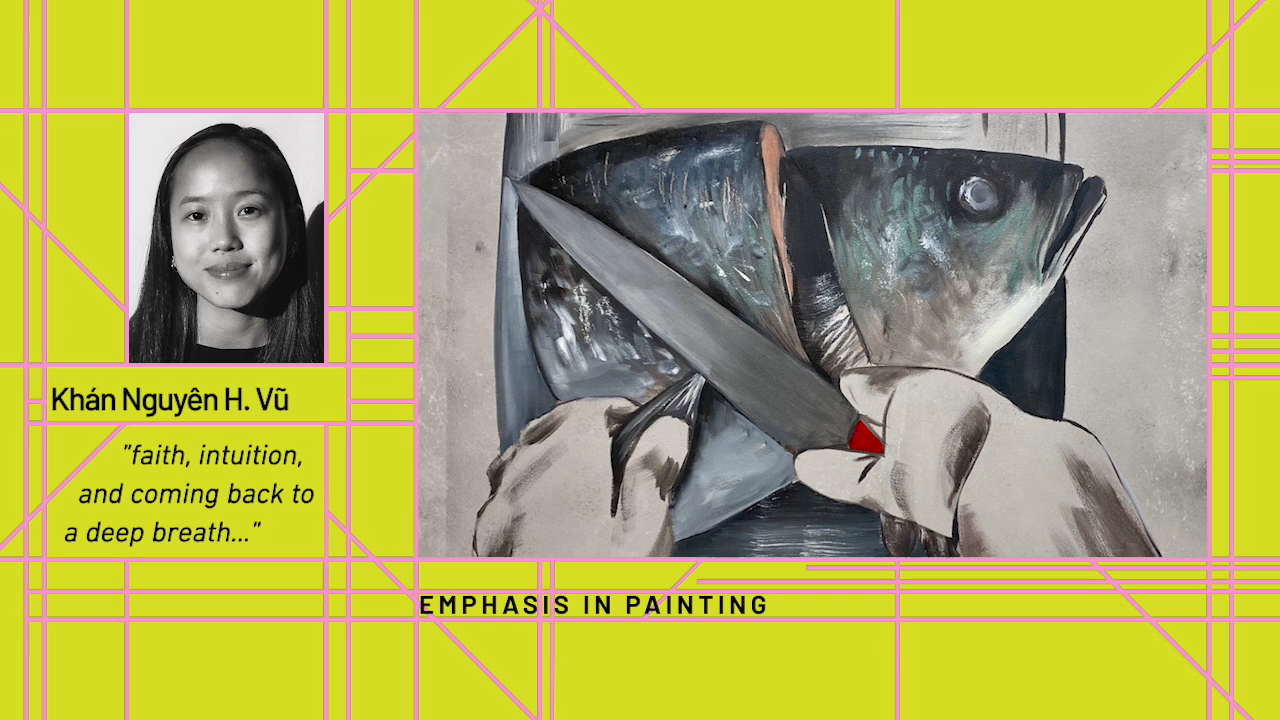 Khán Nguyên H. Vũ
"faith, intuition,
and coming back to
a deep breath..."
EMPHASIS IN PAINTING